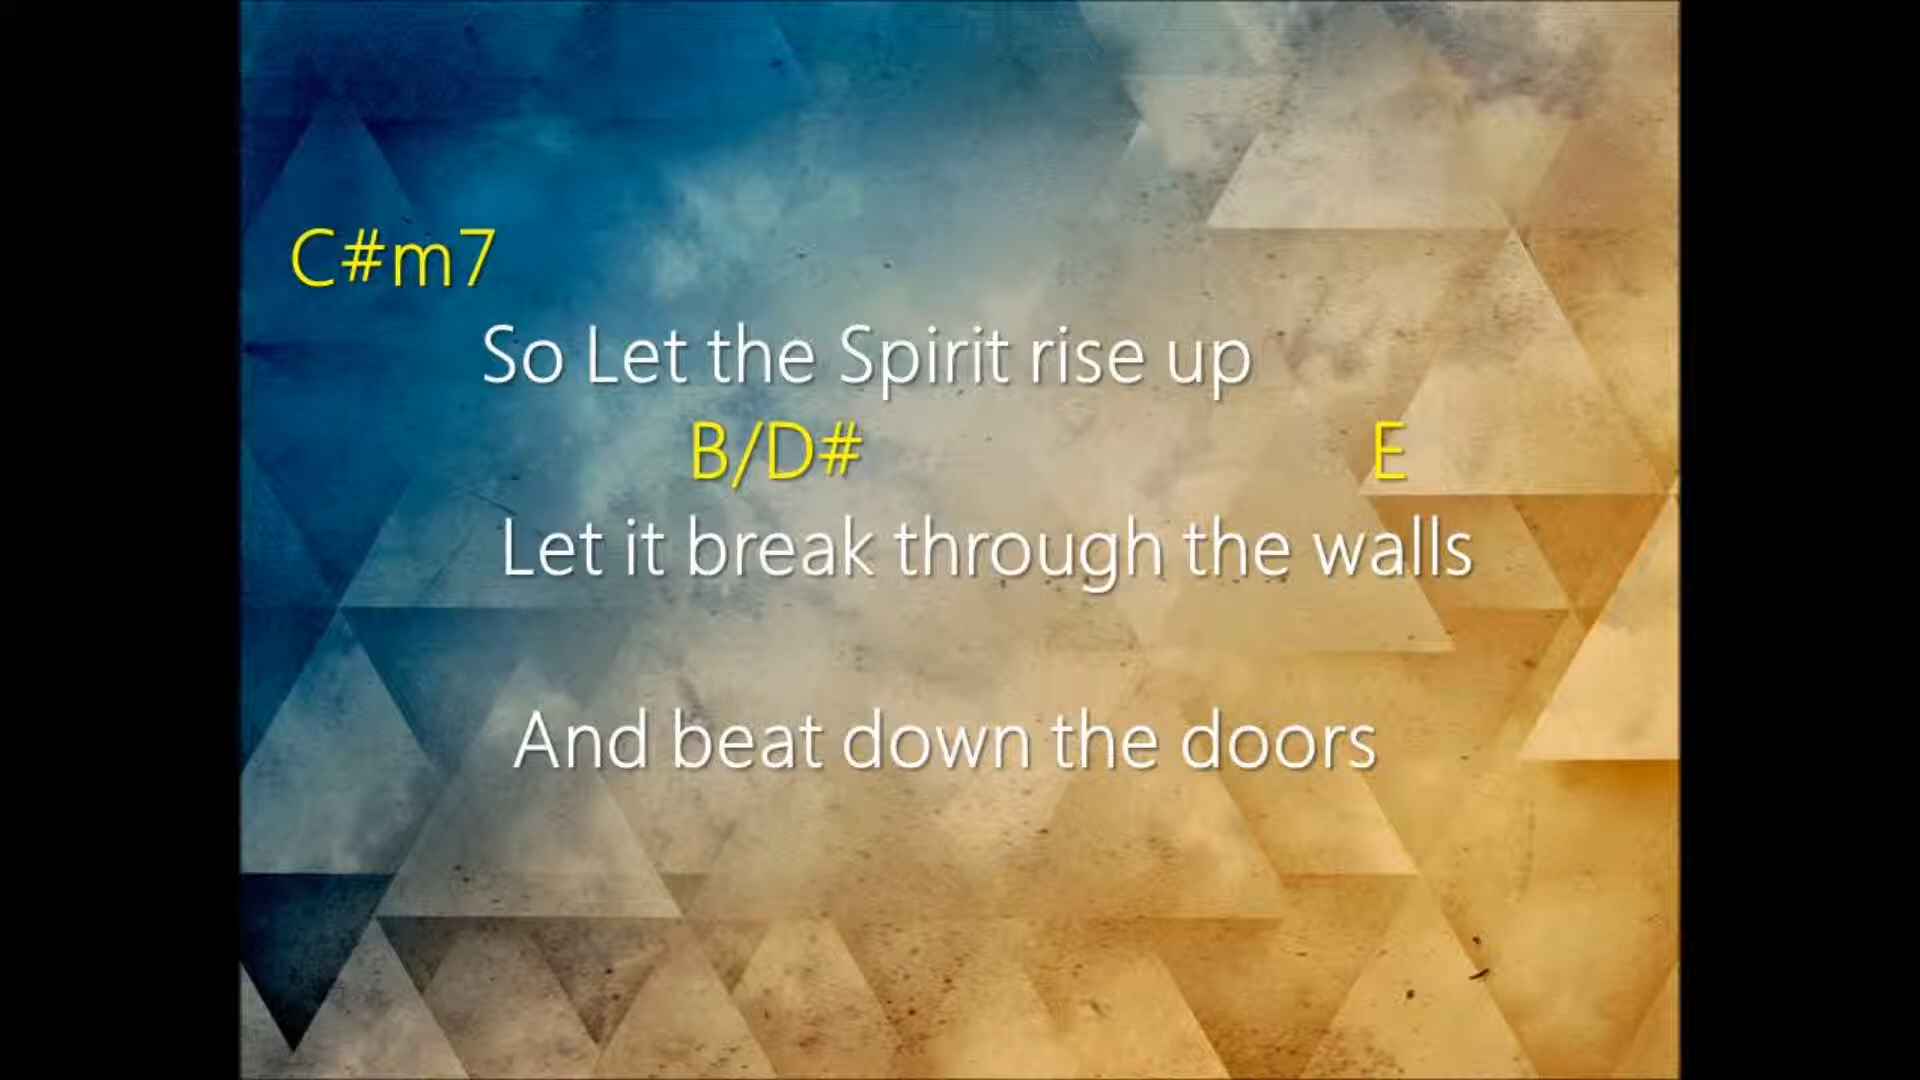 C#m7
So Let the Spirit rise up
B/D# E
Let it break through the walls
And beat down the doors